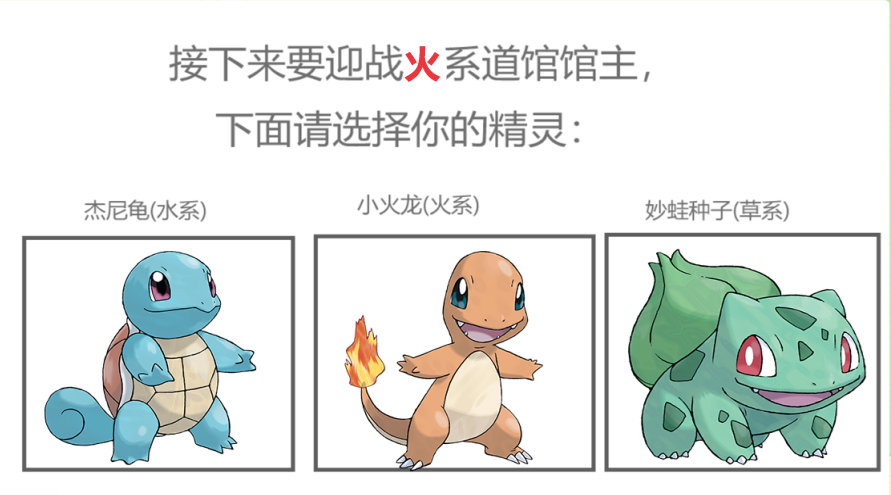 接下来要迎战火系道馆馆主，
下面请选择你的精灵：
杰尼龟(水系)
小火龙(火系)
妙蛙种子(草系)